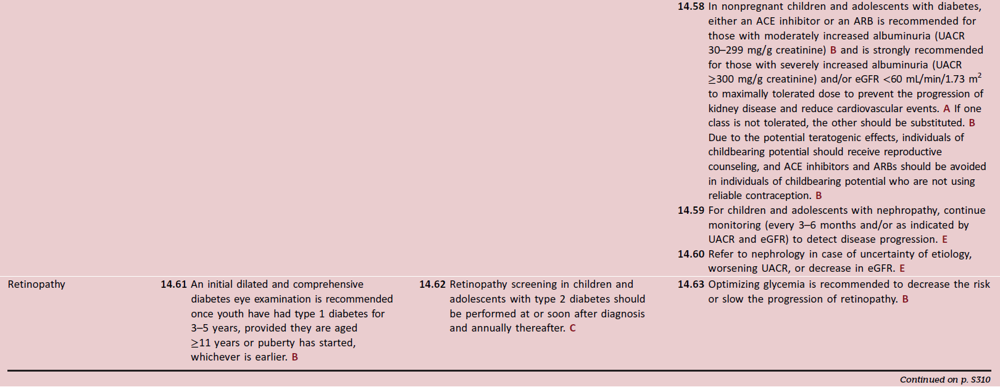 14.58 In nonpregnant children and adolescents with diabetes,
either an ACE inhibitor or an ARB is recommended for
those with moderately increased albuminuria (UACR
30–299 mg/g creatinine) B and is strongly recommended
for those with severely increased albuminuria (UACR
≥300 mg/g creatinine) and/or eGFR <60 mL/min/1.73 m²
to maximally tolerated dose to prevent the progression of
kidney disease and reduce cardiovascular events. A If one
class is not tolerated, the other should be substituted. B
Due to the potential teratogenic effects, individuals of
childbearing potential should receive reproductive
counseling, and ACE inhibitors and ARBs should be avoided
in individuals of childbearing potential who are not using
reliable contraception. B
14.59 For children and adolescents with nephropathy, continue
monitoring (every 3–6 months and/or as indicated by
UACR and eGFR) to detect disease progression. E
14.60 Refer to nephrology in case of uncertainty of etiology,
worsening UACR, or decrease in eGFR. E
Retinopathy
14.61 An initial dilated and comprehensive
diabetes eye examination is recommended
once youth have had type 1 diabetes for
3–5 years, provided they are aged
≥11 years or puberty has started,
whichever is earlier. B
14.62 Retinopathy screening in children and
adolescents with type 2 diabetes should
be performed at or soon after diagnosis
and annually thereafter. C
14.63 Optimizing glycemia is recommended to decrease the risk
or slow the progression of retinopathy. B
Continued on p. S310